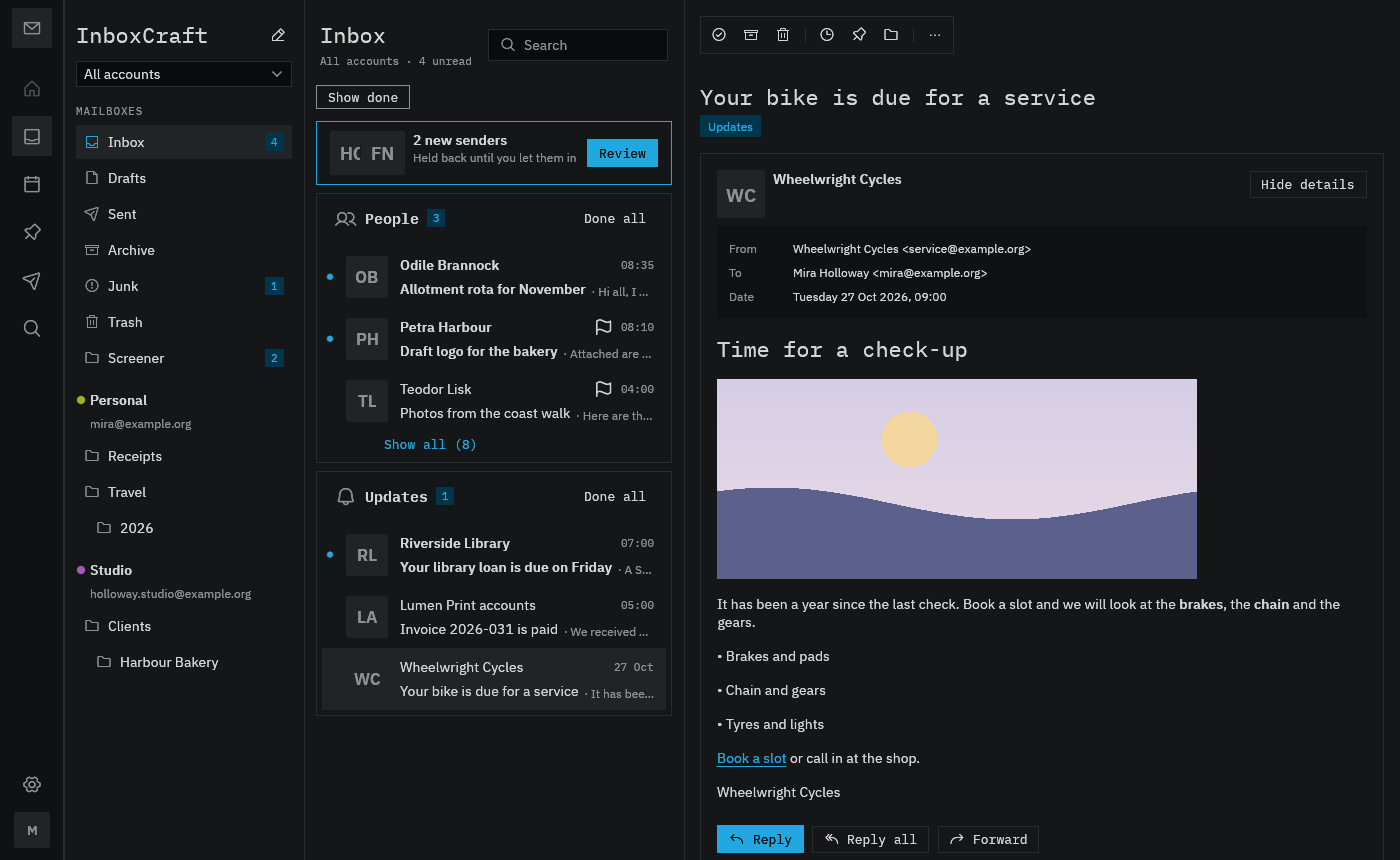 InboxCraft
All accounts
MAILBOXES
Inbox 4
Drafts
Sent
Archive
Junk 1
Trash
Screener 2
Personal
mira@example.org
Receipts
Travel
2026
Studio
holloway.studio@example.org
Clients
Harbour Bakery
M
Inbox
All accounts · 4 unread
Search
Show done
FN
2 new senders
Held back until you let them in
Review
People 3 Done all
OB
Odile Brannock 08:35
Allotment rota for November · Hi all, I ...
PH
Petra Harbour 08:10
Draft logo for the bakery · Attached are ...
TL
Teodor Lisk 04:00
Photos from the coast walk · Here are th...
Show all (8)
Updates 1 Done all
RL
Riverside Library 07:00
Your library loan is due on Friday · A S...
LA
Lumen Print accounts 05:00
Invoice 2026-031 is paid · We received ...
WC
Wheelwright Cycles 27 Oct
Your bike is due for a service · It has bee...
Your bike is due for a service
Updates
WC
Wheelwright Cycles
Hide details
From Wheelwright Cycles <service@example.org>
To Mira Holloway <mira@example.org>
Date Tuesday 27 Oct 2026, 09:00
Time for a check-up
It has been a year since the last check. Book a slot and we will look at the brakes, the chain and the
gears.
• Brakes and pads
• Chain and gears
• Tyres and lights
Book a slot or call in at the shop.
Wheelwright Cycles
Reply
Reply all
Forward